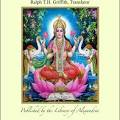 Ralph T.H. Griffith, Translator
Published by the Library of Alexandria